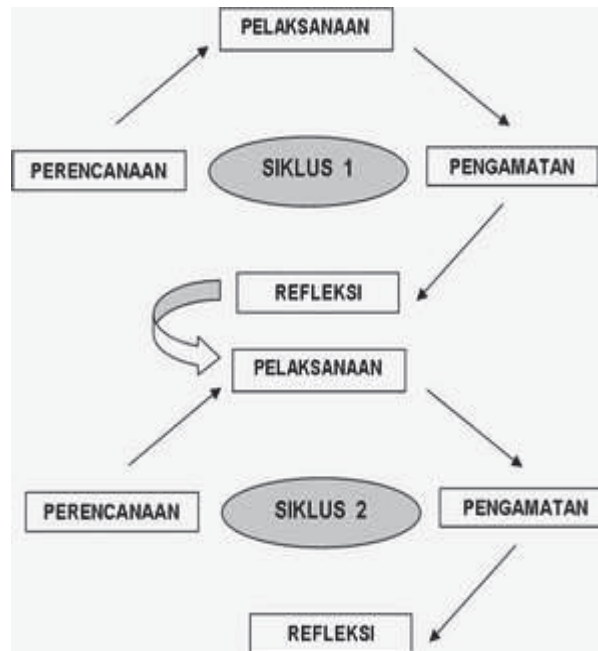 PELAKSANAAN
PERENCANAAN
SIKLUS 1
PENGAMATAN
REFLEKSI
PELAKSANAAN
PERENCANAAN
SIKLUS 2
PENGAMATAN
REFLEKSI